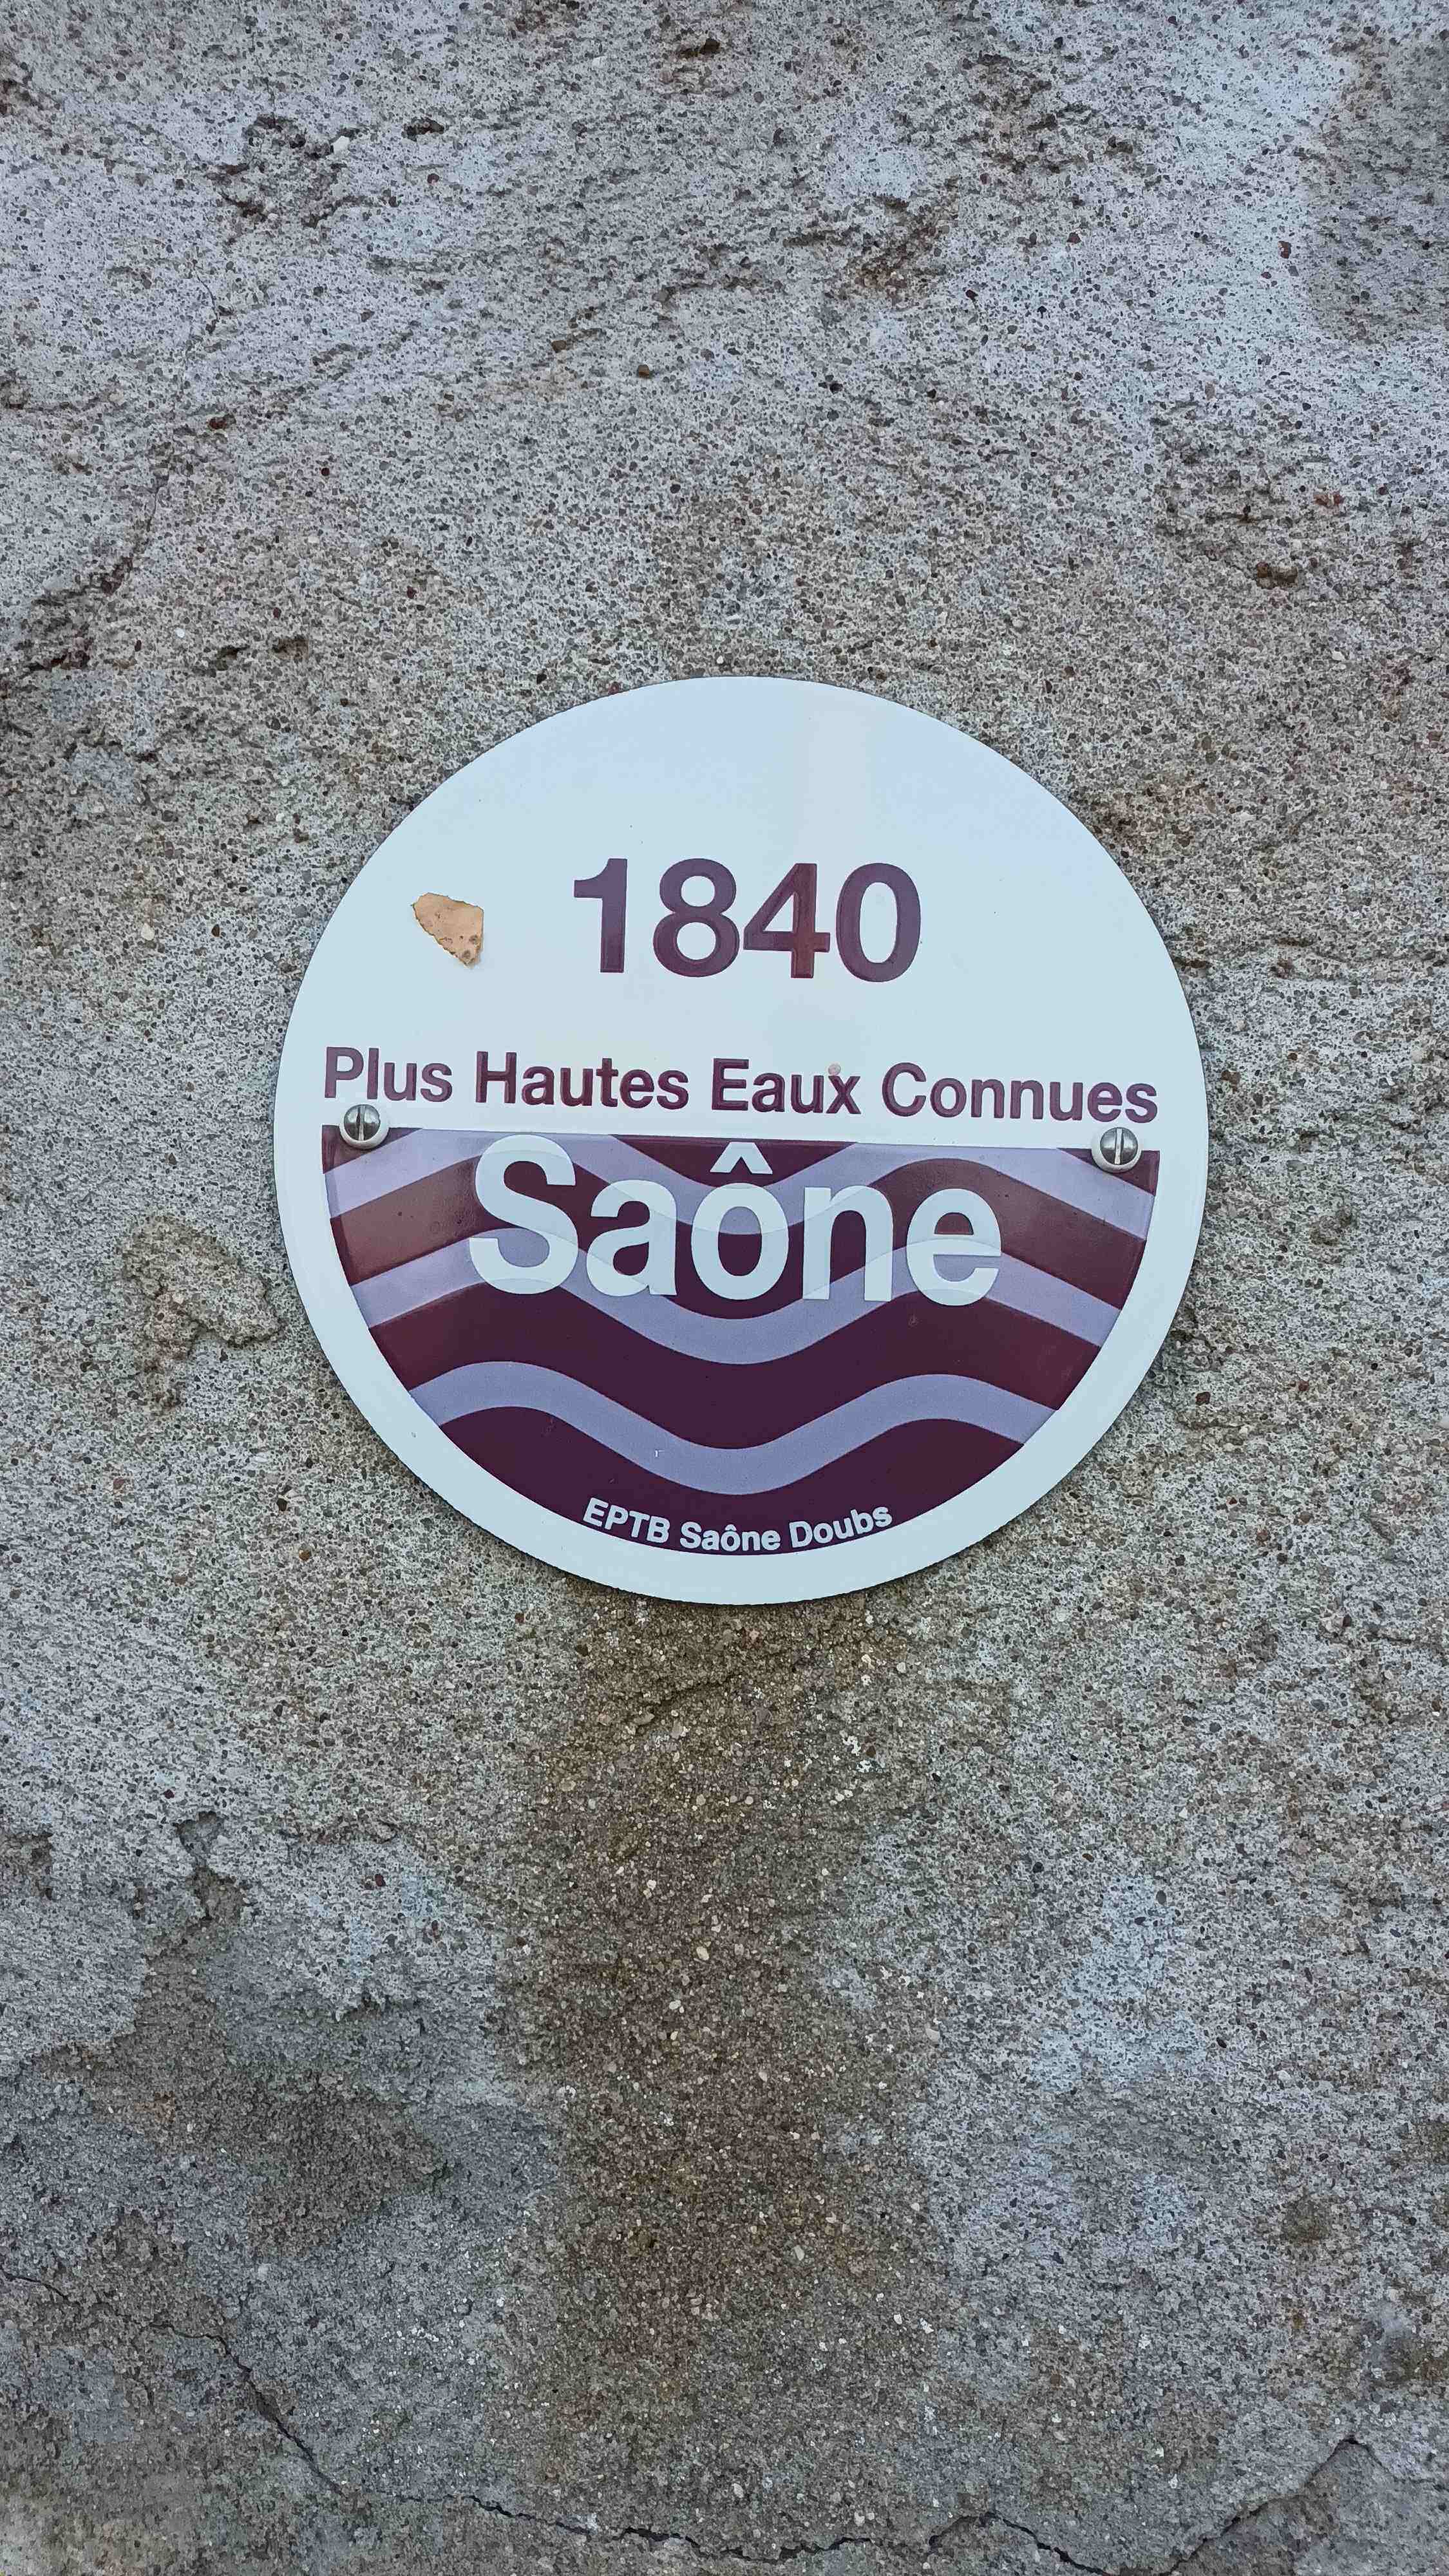 1840
Plus Hautes Eaux Connues
Saône
EPTB Saône Doubs